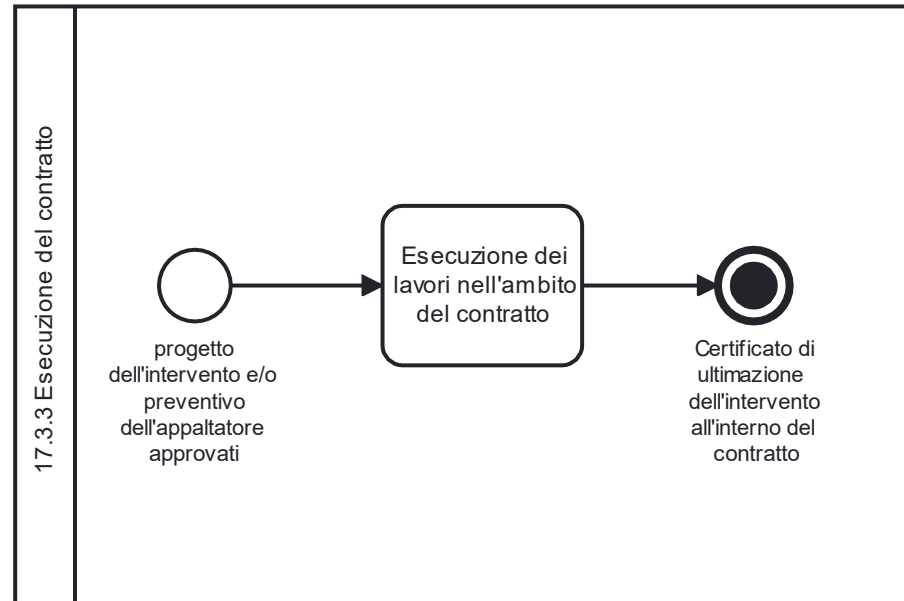 17.3.3 Esecuzione del contratto
Esecuzione dei
lavori nell'ambito
del contratto
progetto
dell'intervento e/o
preventivo
dell'appaltatore
approvati
Certificato di
ultimazione
dell'intervento
all'interno del
contratto